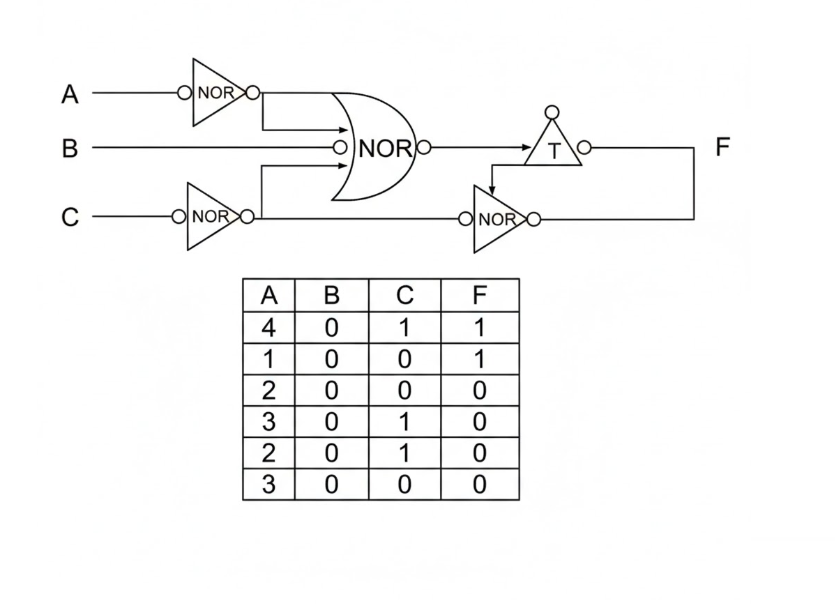 A
NOR
B
NOR
T
F
C
NOR
NOR
A B C F
4 0 1 1
1 0 0 1
2 0 0 0
3 0 1 0
2 0 1 0
3 0 0 0